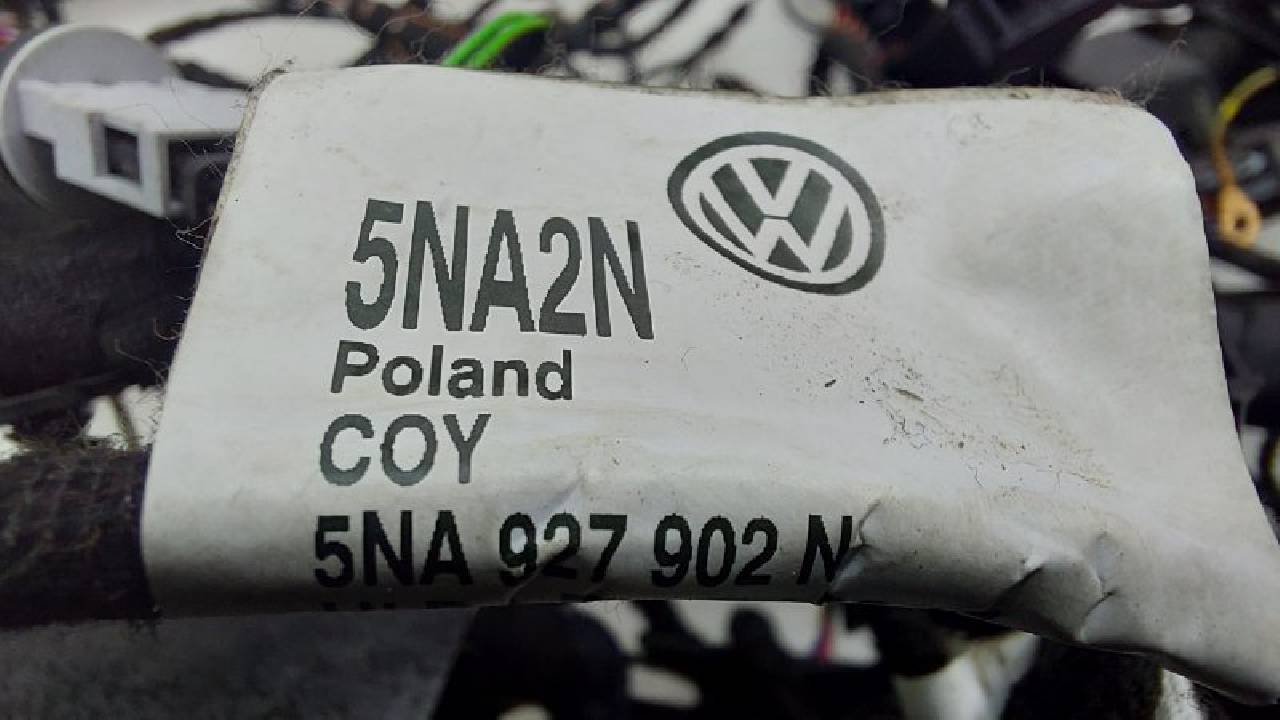 5NA2N
Poland
COY
5NA 927 902 N